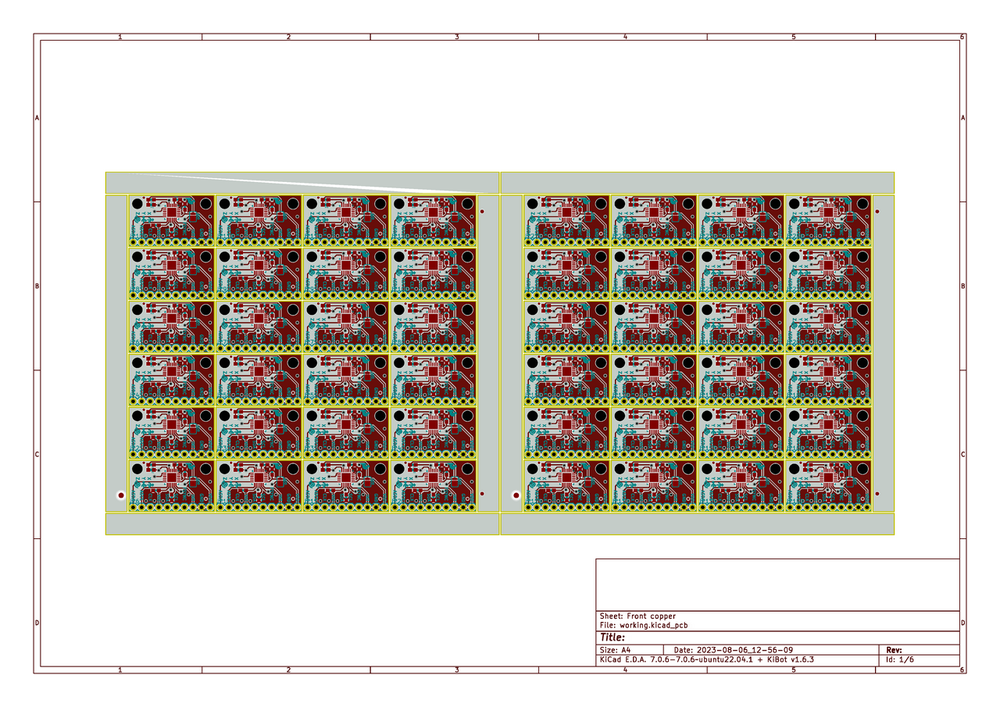 1 2 3 4 5 6
A A
B B
C C
D D
Sheet: Front copper
File: working.kicad_pcb
Title:
Size: A4 Date: 2023-08-06_12-56-09 Rev:
KiCad E.D.A. 7.0.6-7.0.6-ubuntu22.04.1 + KiBot v1.6.3 Id: 1/6
1 2 3 4 5 6